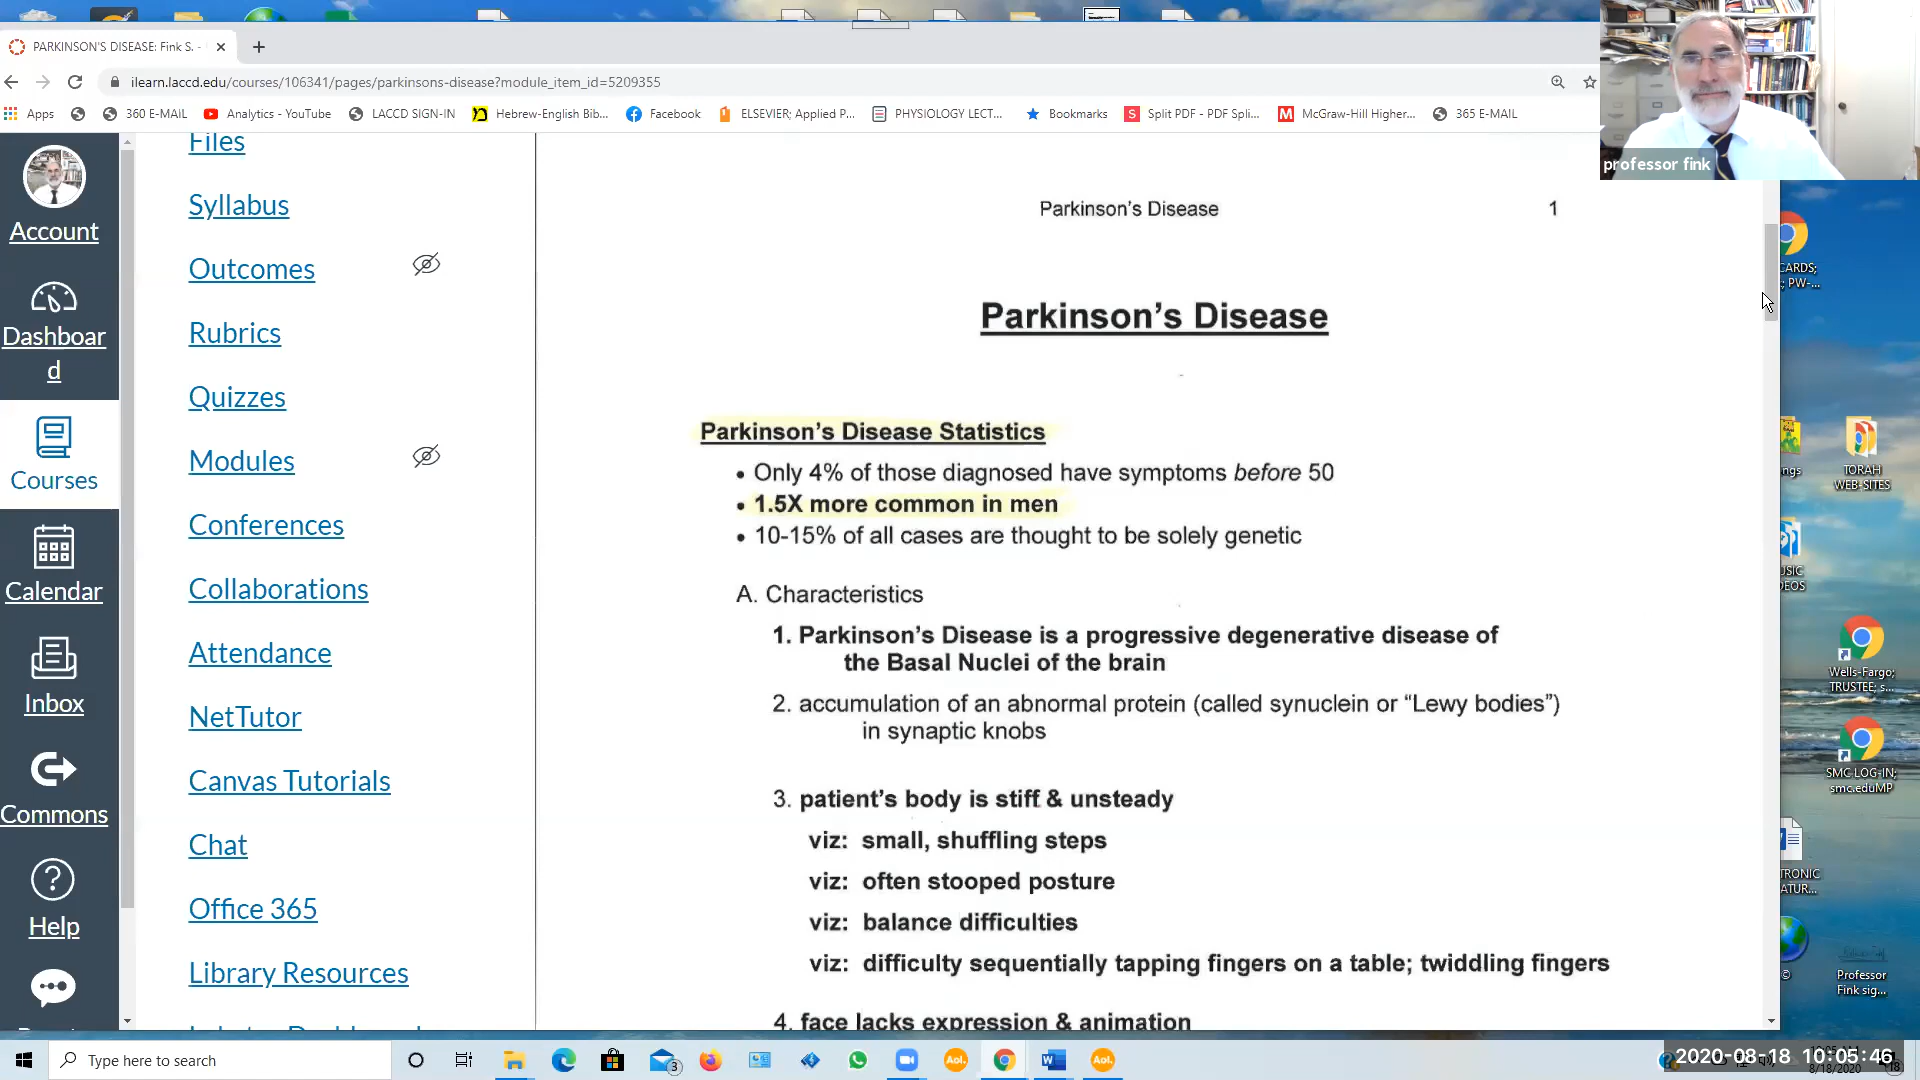 PARKINSON'S DISEASE: Fink S. -
ilearn.laccd.edu/courses/106341/pages/parkinsons-disease?module_item_id=5209355
Apps
360 E-MAiL
Analytics - YouTube
LACCD SIGN-IN
Hebrew-English Bib...
Facebook
ELSEVIER; Applied P...
PHYSIOLOGY LECT...
Bookmarks
Split PDF - PDF Spli...
McGraw-Hill Higher...
365 E-MAIL
professor fink
Account
Dashboar
d
Courses
Calendar
Inbox
Commons
Help
Files
Syllabus
Outcomes
Rubrics
Quizzes
Modules
Conferences
Collaborations
Attendance
NetTutor
Canvas Tutorials
Chat
Office 365
Library Resources
Parkinson's Disease 1
Parkinson's Disease
Parkinson's Disease Statistics
• Only 4% of those diagnosed have symptoms before 50
• 1.5X more common in men
• 10-15% of all cases are thought to be solely genetic
A. Characteristics
1. Parkinson's Disease is a progressive degenerative disease of
the Basal Nuclei of the brain
2. accumulation of an abnormal protein (called synuclein or “Lewy bodies”)
in synaptic knobs
3. patient's body is stiff & unsteady
viz: small, shuffling steps
viz: often stooped posture
viz: balance difficulties
viz: difficulty sequentially tapping fingers on a table; twiddling fingers
4. face lacks expression & animation
CARDS;
; PW-...
TORAH
WEB-SITES
Wells-Fargo;
TRUSTEE; s...
SMC LOG-IN;
smc.eduMP
Professor
Fink sig...
Type here to search
3
Aol.
Aol.
2020-08-18 10:05:46
8/18/2020